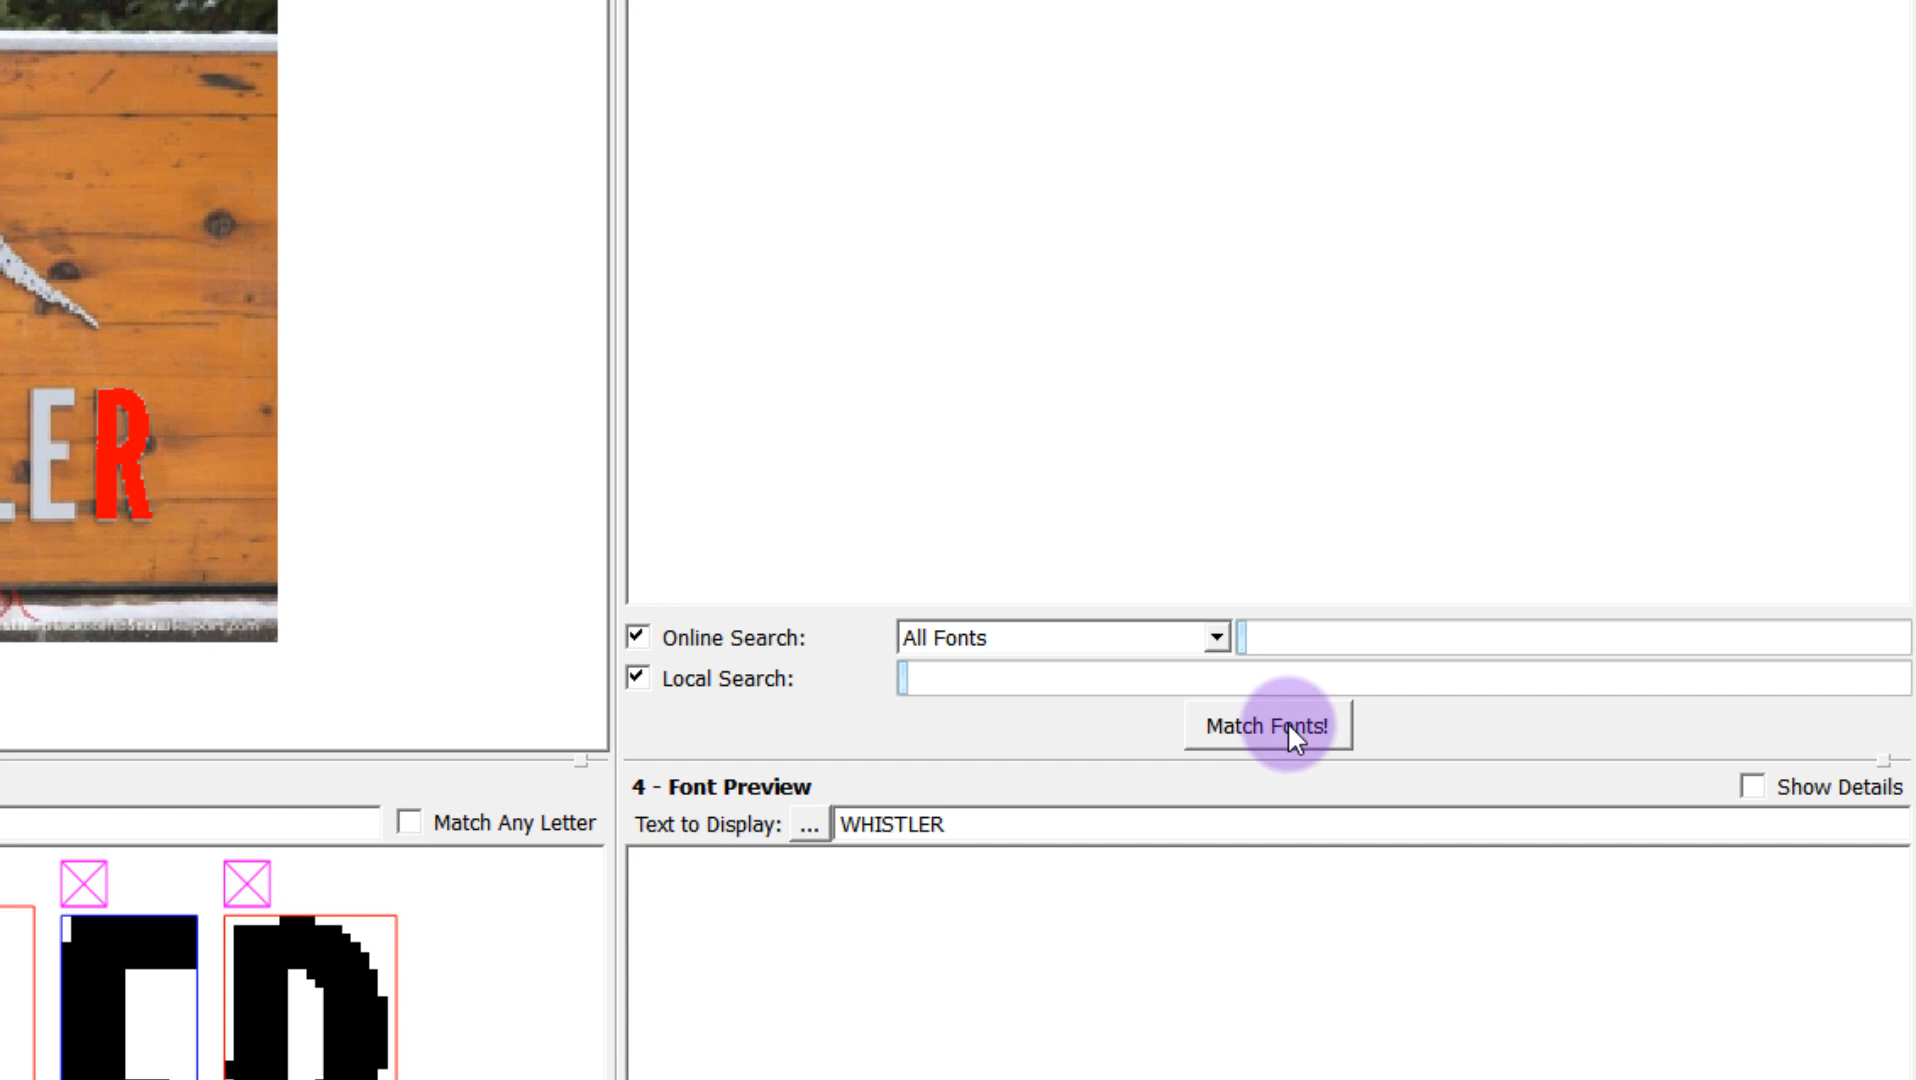 LER
Online Search: All Fonts
Local Search:
Match Fonts!
4 - Font Preview
Show Details
Match Any Letter
Text to Display: ... WHISTLER
ER